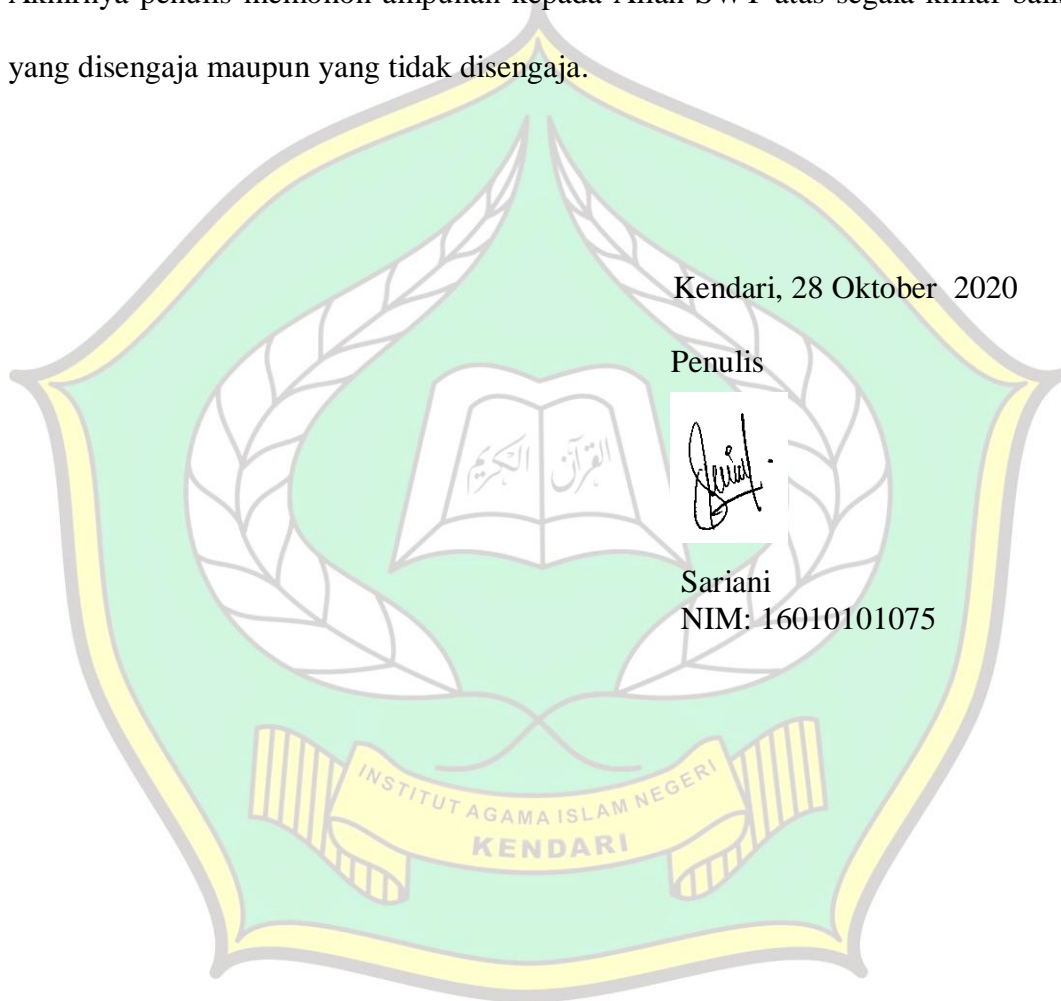 Akhirnya penulis memohon ampunan kepada Allah SWT atas segala khilaf baik
yang disengaja maupun yang tidak disengaja.
Kendari, 28 Oktober 2020
Penulis
القرآن الكريم
Sariani
NIM: 16010101075
INSTITUT AGAMA ISLAM NEGERI
KENDARI